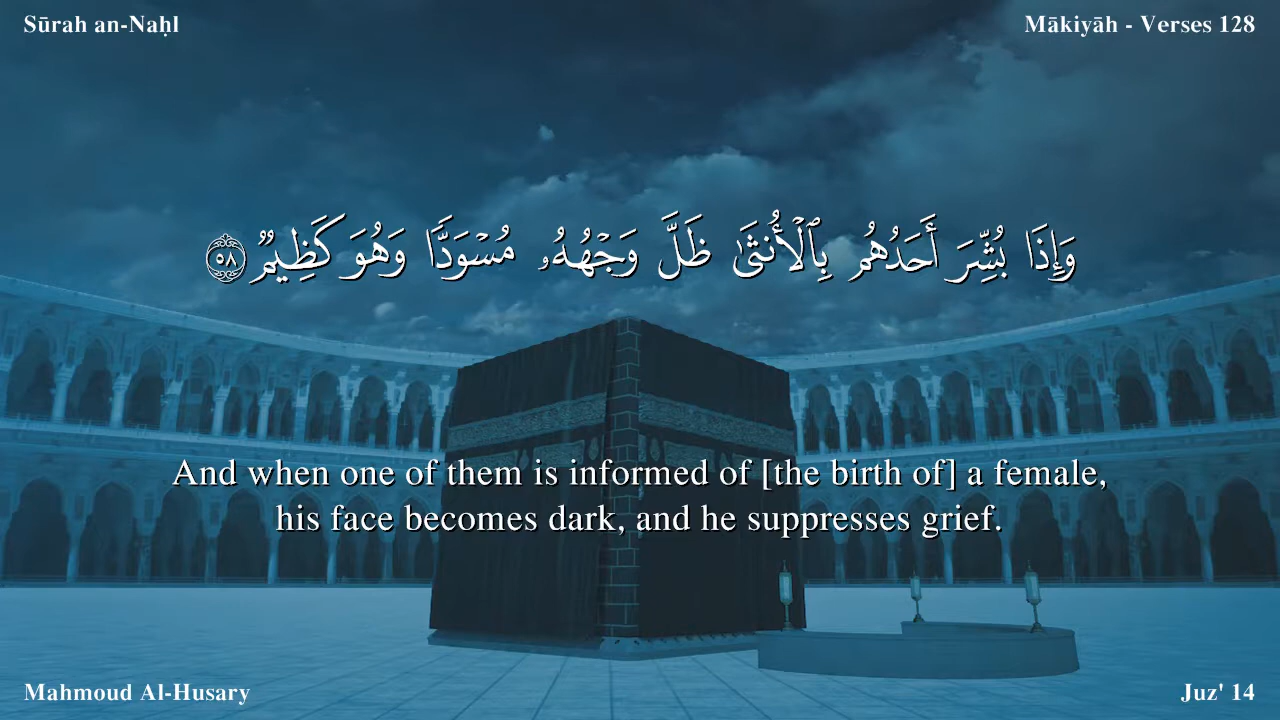 Sūrah an-Naḥl
Mākiyāh - Verses 128
وَإِذَا بُشِّرَ أَحَدُهُم بِٱلْأُنثَىٰ ظَلَّ وَجْهُهُۥ مُسْوَدًّا وَهُوَ كَظِيمٌ ٥٨
And when one of them is informed of [the birth of] a female,
his face becomes dark, and he suppresses grief.
Mahmoud Al-Husary
Juz' 14